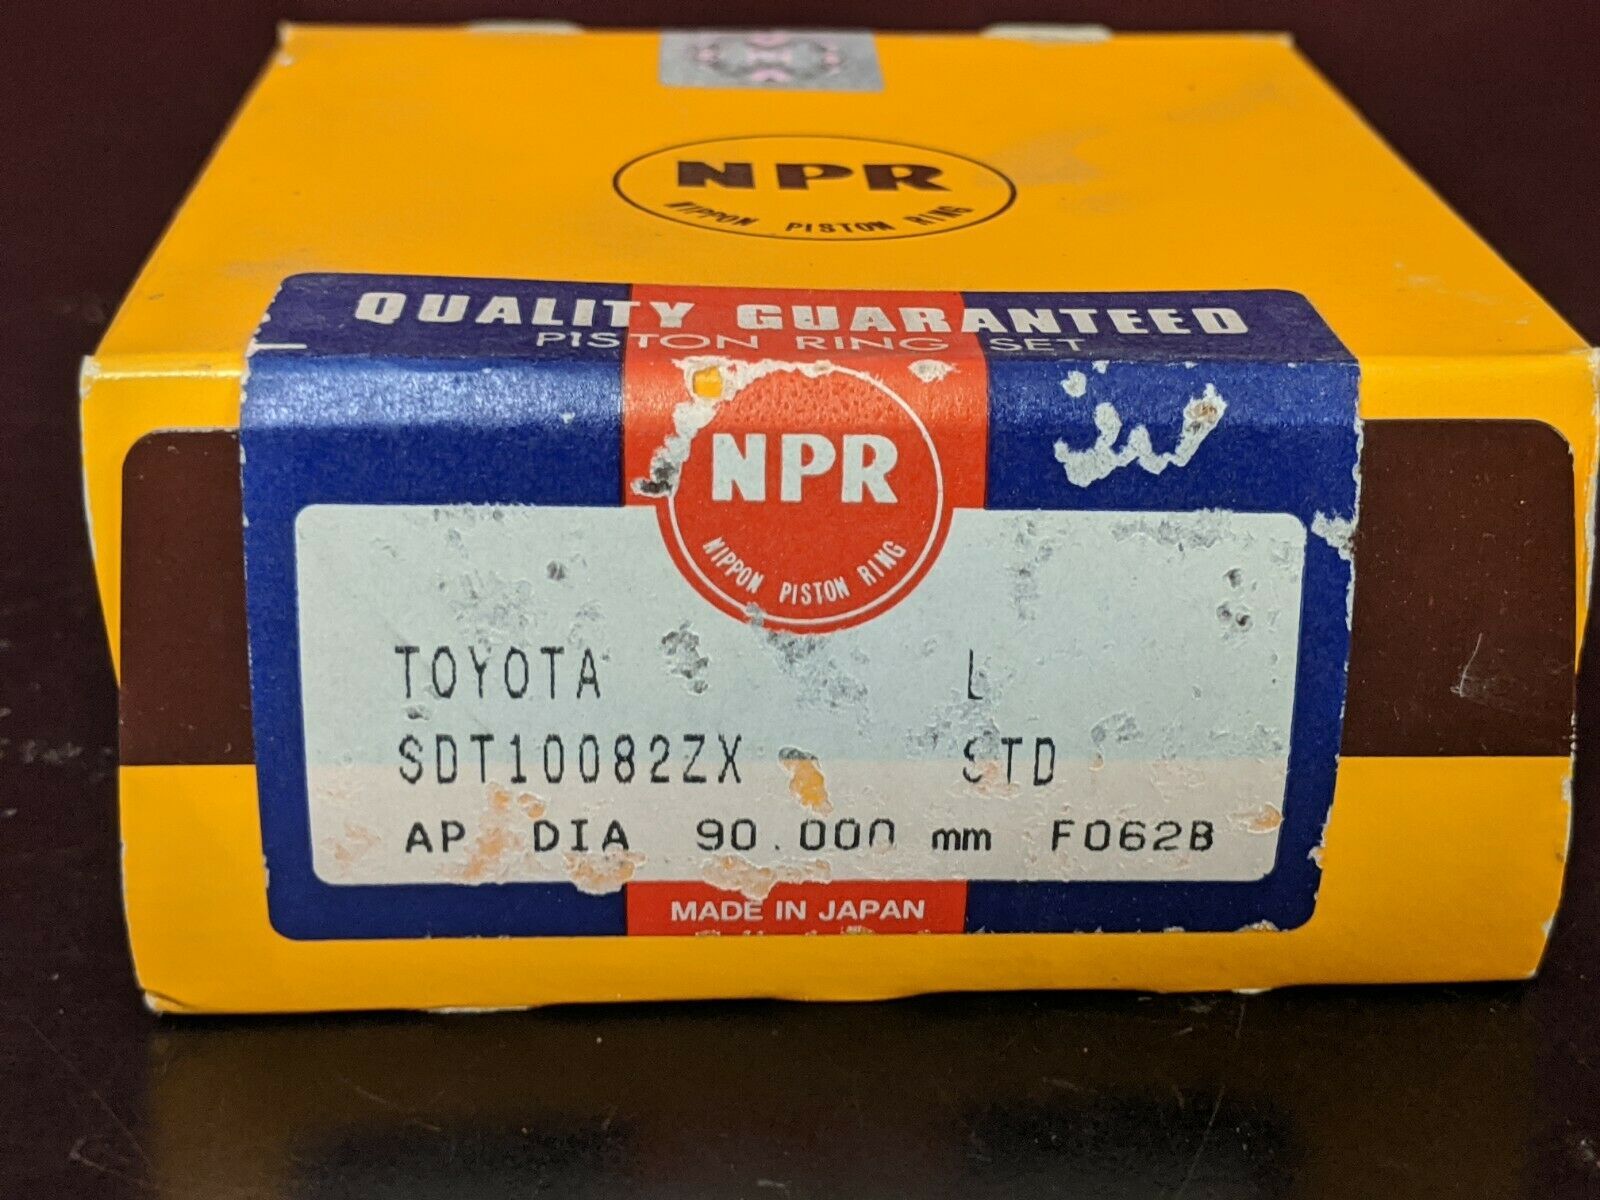 NPR
NIPPON PISTON RING
QUALITY GUARANTEED
PISTON RING SET
NPR
NIPPON PISTON RING
TOYOTA L
SDT10082ZX STD
AP DIA 90.000 mm F062B
MADE IN JAPAN